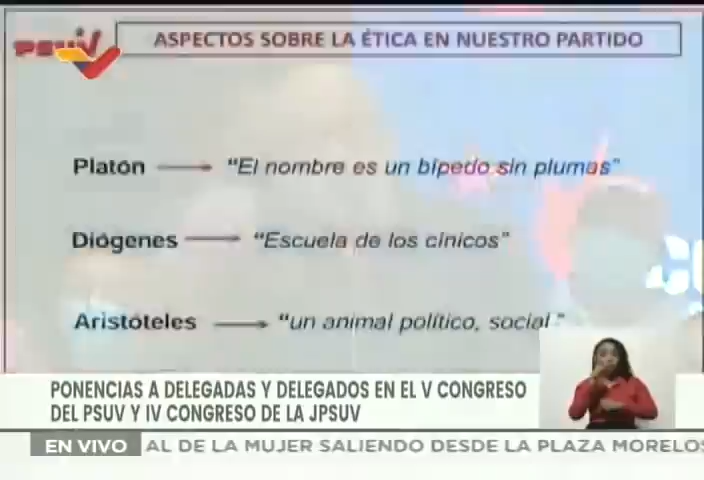 PSUV
ASPECTOS SOBRE LA ÉTICA EN NUESTRO PARTIDO
Platón → “El nombre es un bípedo sin plumas”
Diógenes → “Escuela de los cínicos”
Aristóteles → “un animal político, social ”
PONENCIAS A DELEGADAS Y DELEGADOS EN EL V CONGRESO
DEL PSUV Y IV CONGRESO DE LA JPSUV
EN VIVO AL DE LA MUJER SALIENDO DESDE LA PLAZA MORELOS